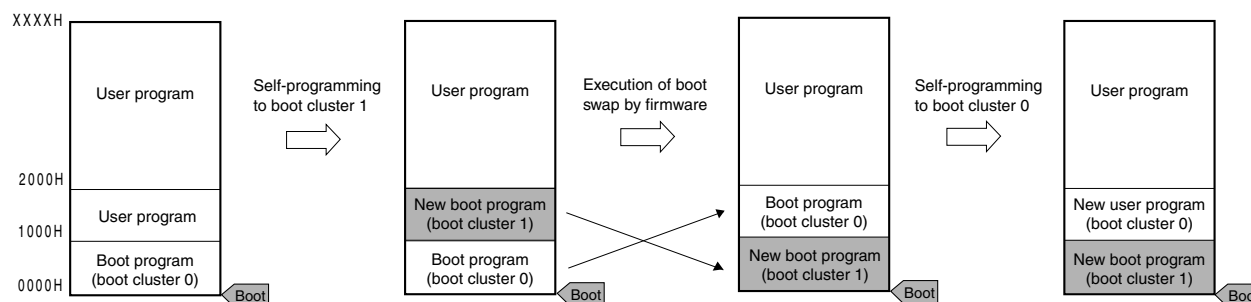 XXXXH
User program
2000H
User program
1000H
Boot program
(boot cluster 0)
0000H
Boot
Self-programming
to boot cluster 1
User program
New boot program
(boot cluster 1)
Boot program
(boot cluster 0)
Boot
Execution of boot
swap by firmware
User program
Boot program
(boot cluster 0)
New boot program
(boot cluster 1)
Boot
Self-programming
to boot cluster 0
User program
New user program
(boot cluster 0)
New boot program
(boot cluster 1)
Boot